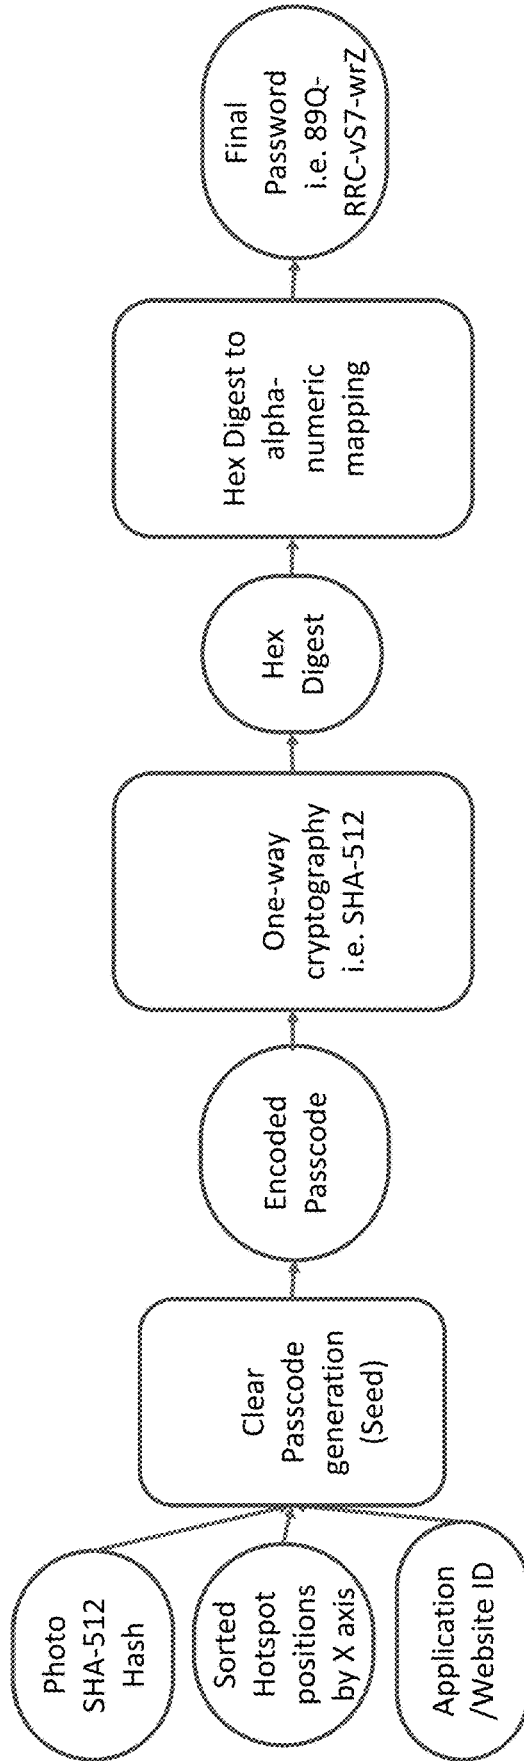 Photo
SHA-512
Hash
Sorted
Hotspot
positions
by X axis
Application
/Website ID
Clear
Passcode
generation
(Seed)
Encoded
Passcode
One-way
cryptography
i.e. SHA-512
Hex
Digest
Hex Digest to
alpha-
numeric
mapping
Final
Password
i.e. 89Q-
RRC-vS7-wrZ